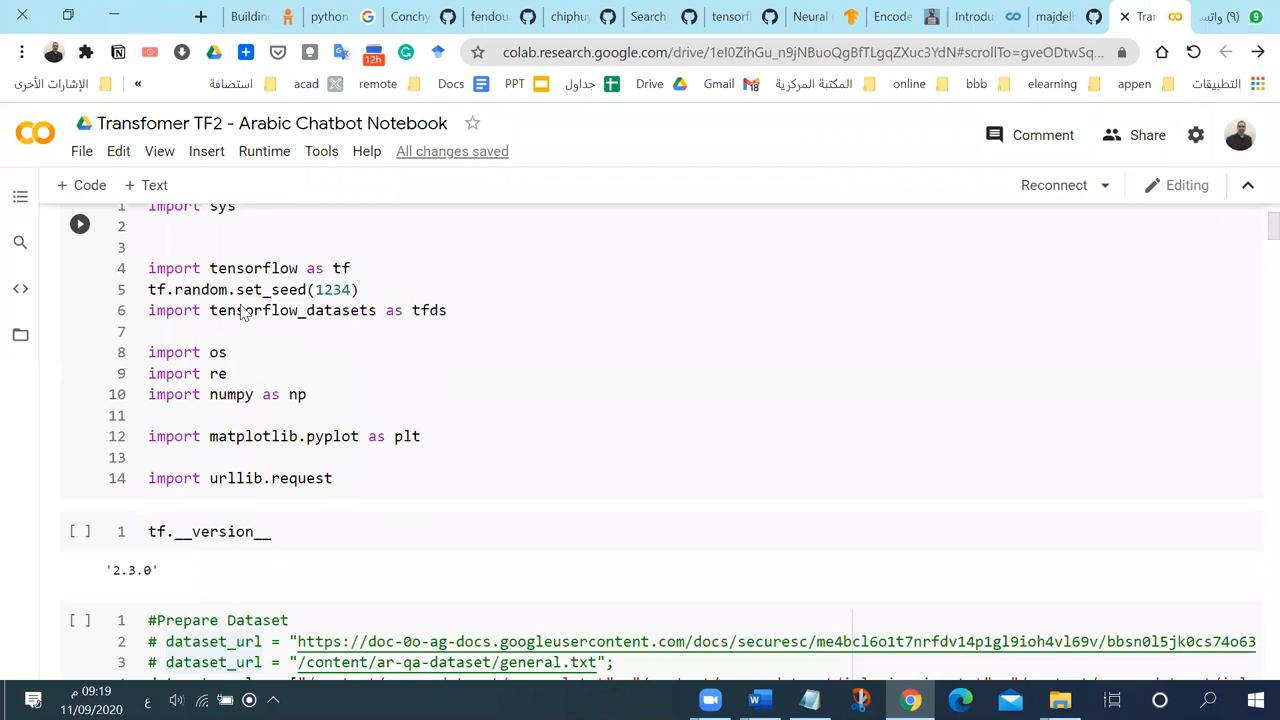 Buildin
python
Conchy
fendou
chiphuy
Search
tensorf
Neural
Encode
Introdu
majdelh
Tran
(٩) واتس
9
colab.research.google.com/drive/
12h
التطبيقات
appen
elearning
bbb
online
المكتبة المركزية
Gmail
Drive
جداول
PPT
Docs
remote
acad
استضافة
«
الإشارات الأخرى
CO
Transfomer TF2 - Arabic Chatbot Notebook
Comment
Share
File Edit View Insert Runtime Tools Help All changes saved
+ Code + Text
Reconnect
Editing
1 import sys
2
3
4 import tensorflow as tf
5 tf.random.set_seed(1234)
6 import tensorflow_datasets as tfds
7
8 import os
9 import re
10 import numpy as np
11
12 import matplotlib.pyplot as plt
13
14 import urllib.request
[ ] 1 tf.__version__
'2.3.0'
[ ] 1 #Prepare Dataset
2 # dataset_url = "https://doc-0o-ag-docs.googleusercontent.com/docs/securesc/me4bcl6o1t7nrfdv14p1gl9ioh4vl69v/bbsn0l5jk0cs74o63
3 # dataset_url = "/content/ar-qa-dataset/general.txt";
09:19 م
11/09/2020
ع